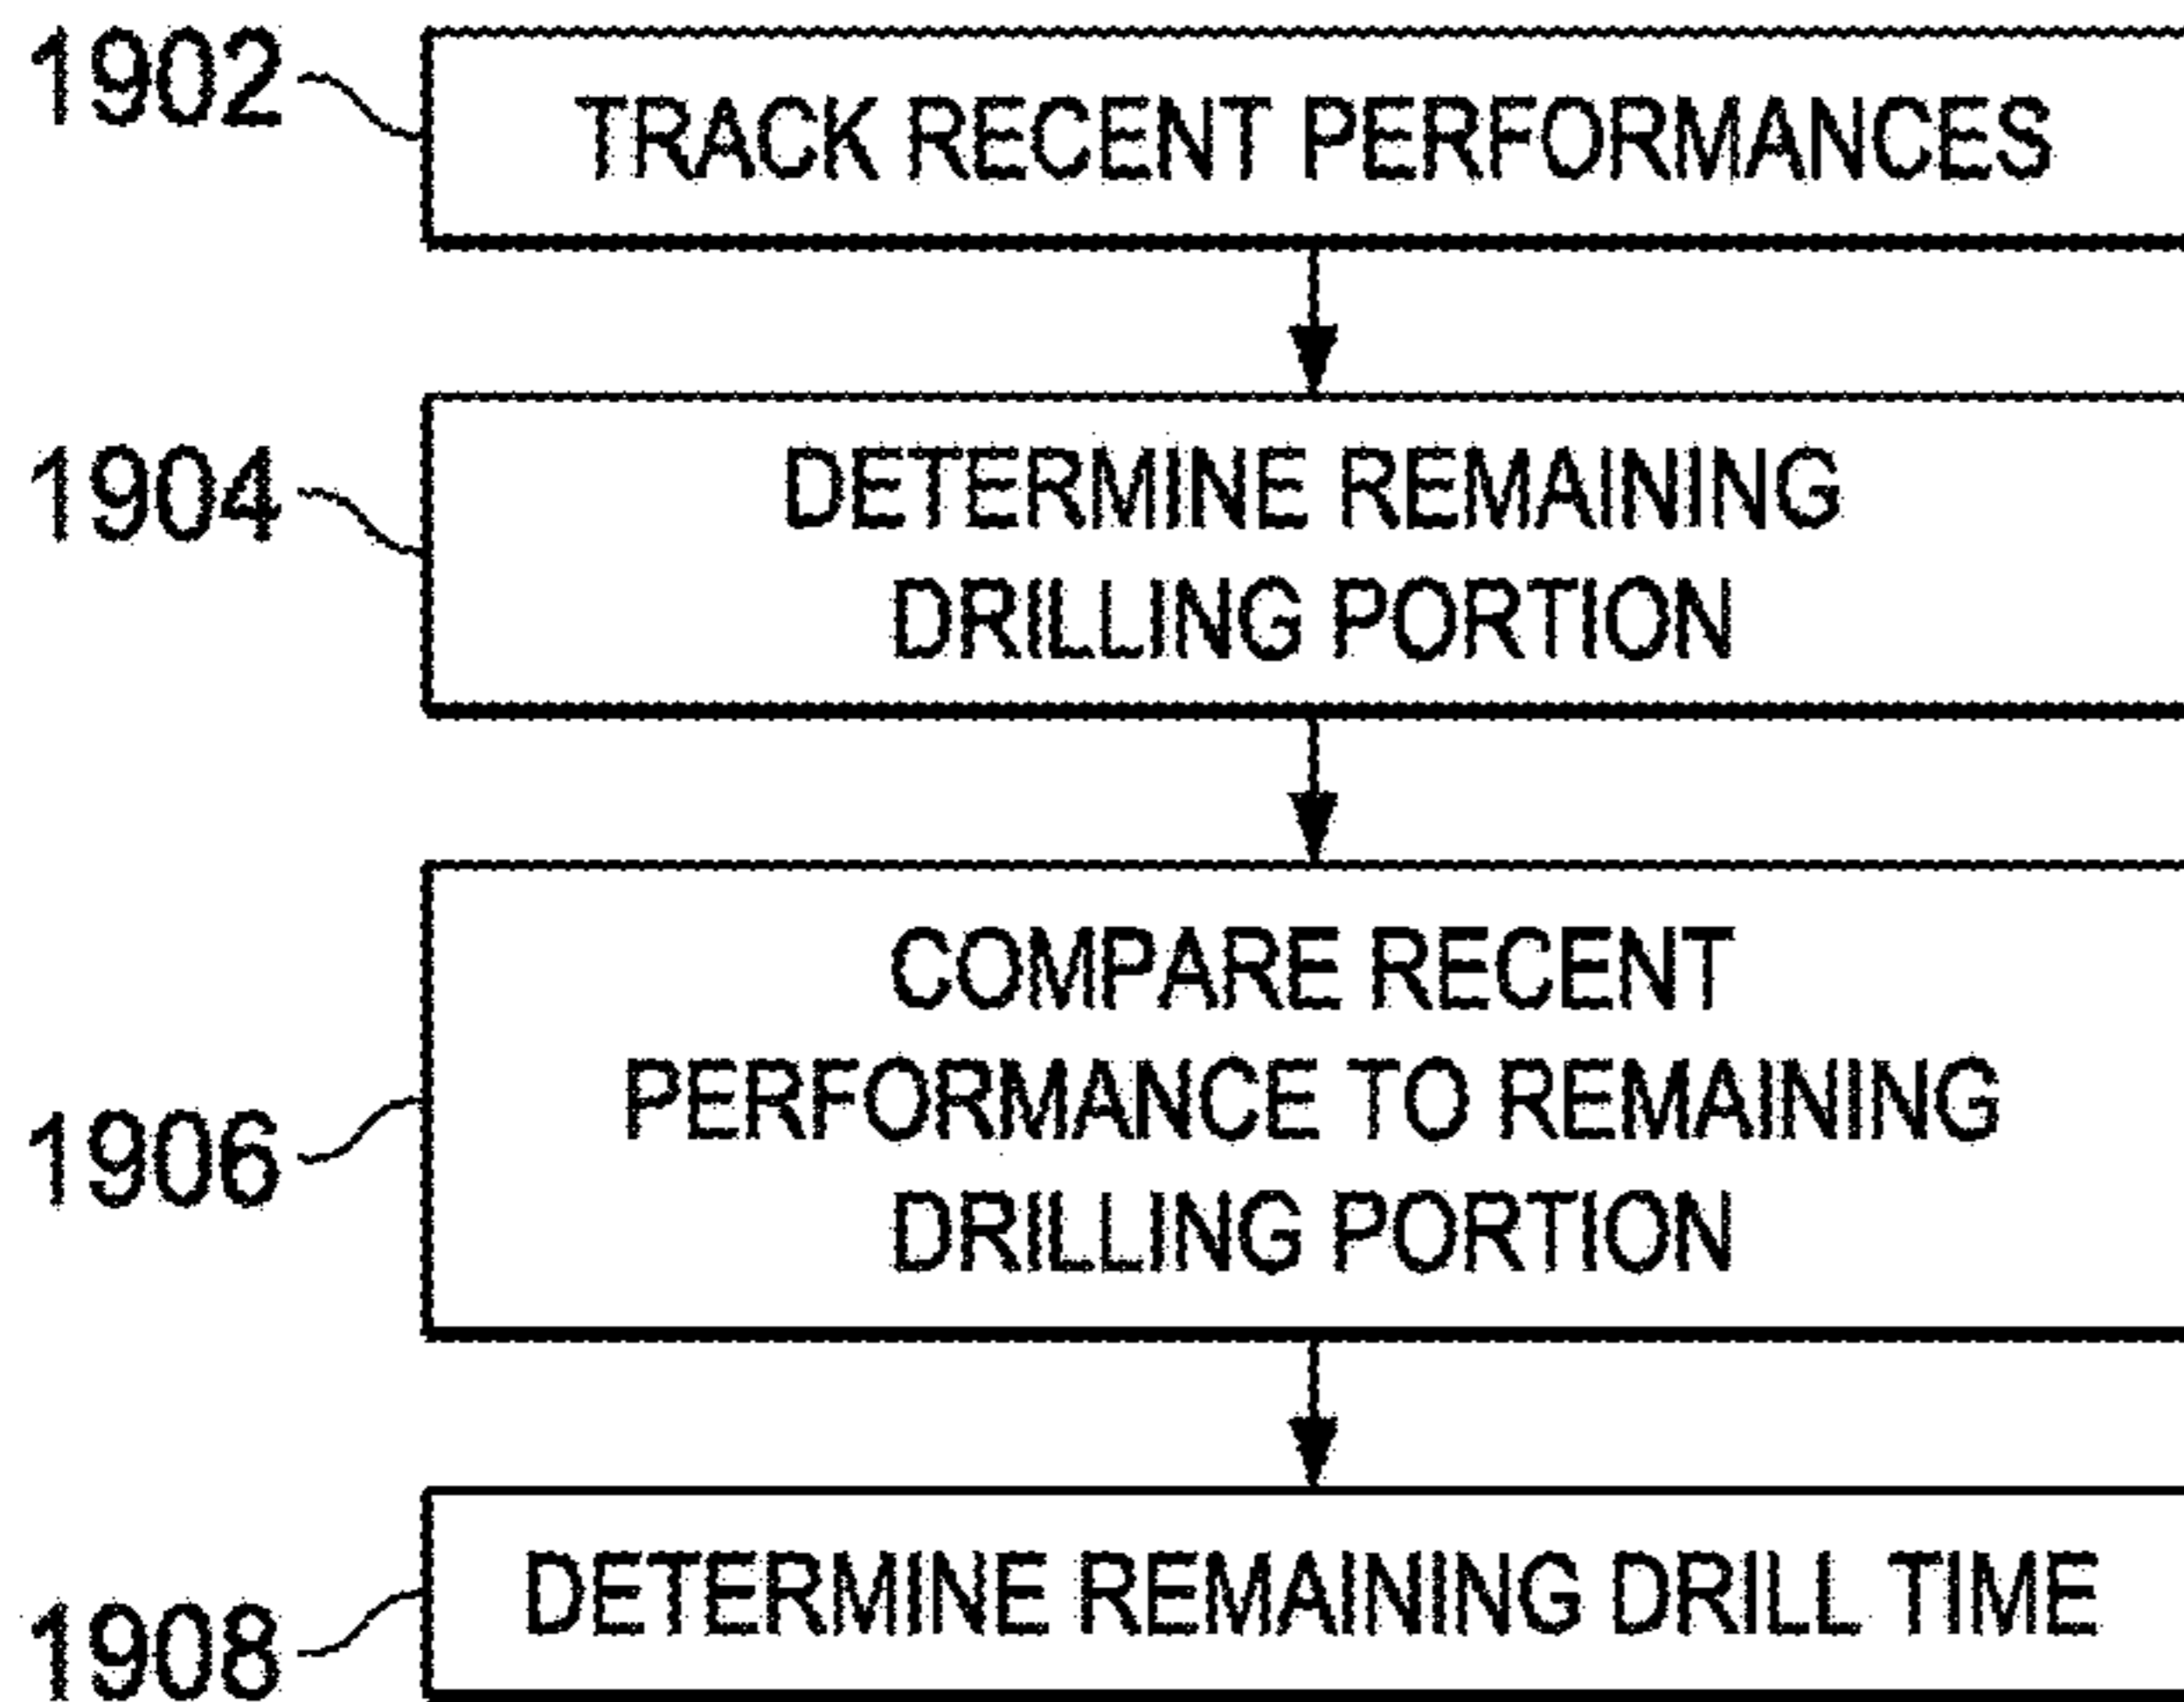 1902
TRACK RECENT PERFORMANCES
1904
DETERMINE REMAINING
DRILLING PORTION
1906
COMPARE RECENT
PERFORMANCE TO REMAINING
DRILLING PORTION
1908
DETERMINE REMAINING DRILL TIME